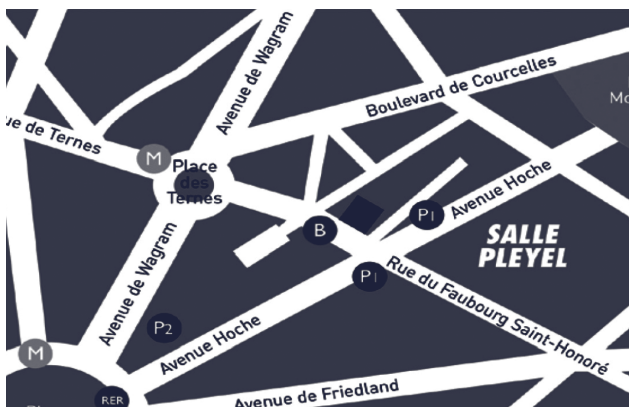 Avenue de Wagram
Boulevard de Courcelles
ue de Ternes
M
Place
des
Ternes
Mo
P1
Avenue Hoche
B
SALLE
PLEYEL
P1
Avenue de Wagram
P2
Avenue Hoche
Rue du Faubourg Saint-Honoré
M
RER
Avenue de Friedland